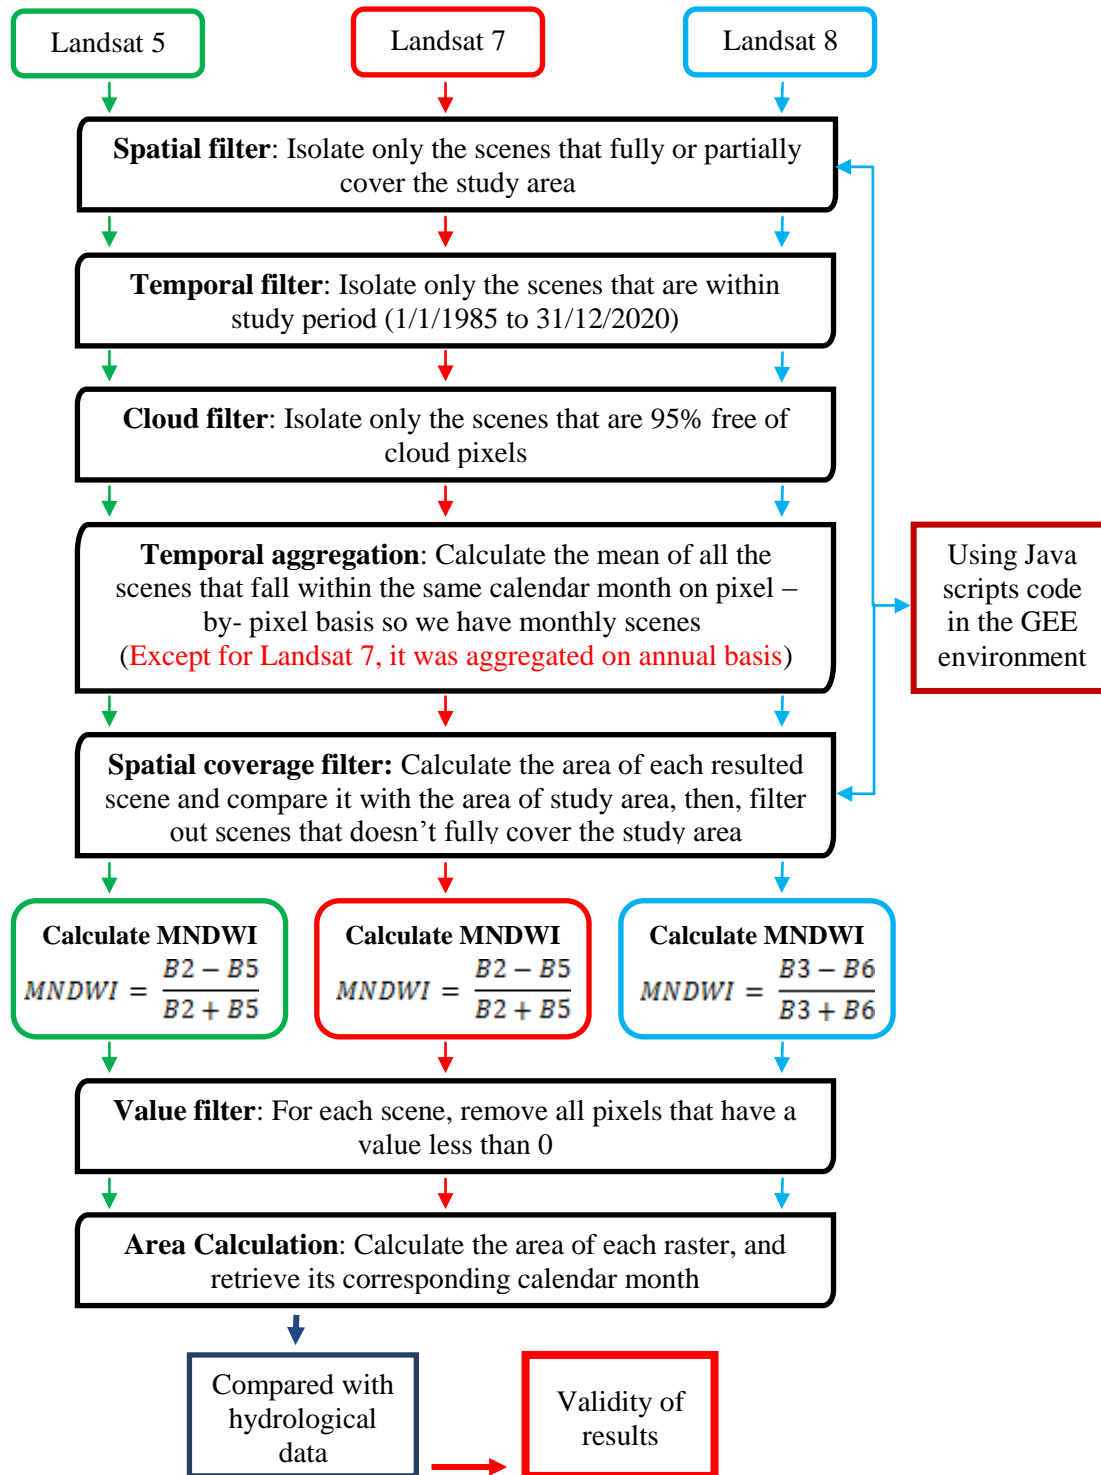 Landsat 5
Landsat 7
Landsat 8
Spatial filter: Isolate only the scenes that fully or partially
cover the study area
Temporal filter: Isolate only the scenes that are within
study period (1/1/1985 to 31/12/2020)
Cloud filter: Isolate only the scenes that are 95% free of
cloud pixels
Temporal aggregation: Calculate the mean of all the
scenes that fall within the same calendar month on pixel –
by- pixel basis so we have monthly scenes
(Except for Landsat 7, it was aggregated on annual basis)
Using Java
scripts code
in the GEE
environment
Spatial coverage filter: Calculate the area of each resulted
scene and compare it with the area of study area, then, filter
out scenes that doesn't fully cover the study area
Calculate MNDWI
MNDWI = (B2 − B5) / (B2 + B5)
Calculate MNDWI
MNDWI = (B2 − B5) / (B2 + B5)
Calculate MNDWI
MNDWI = (B3 − B6) / (B3 + B6)
Value filter: For each scene, remove all pixels that have a
value less than 0
Area Calculation: Calculate the area of each raster, and
retrieve its corresponding calendar month
Compared with
hydrological
data
Validity of
results